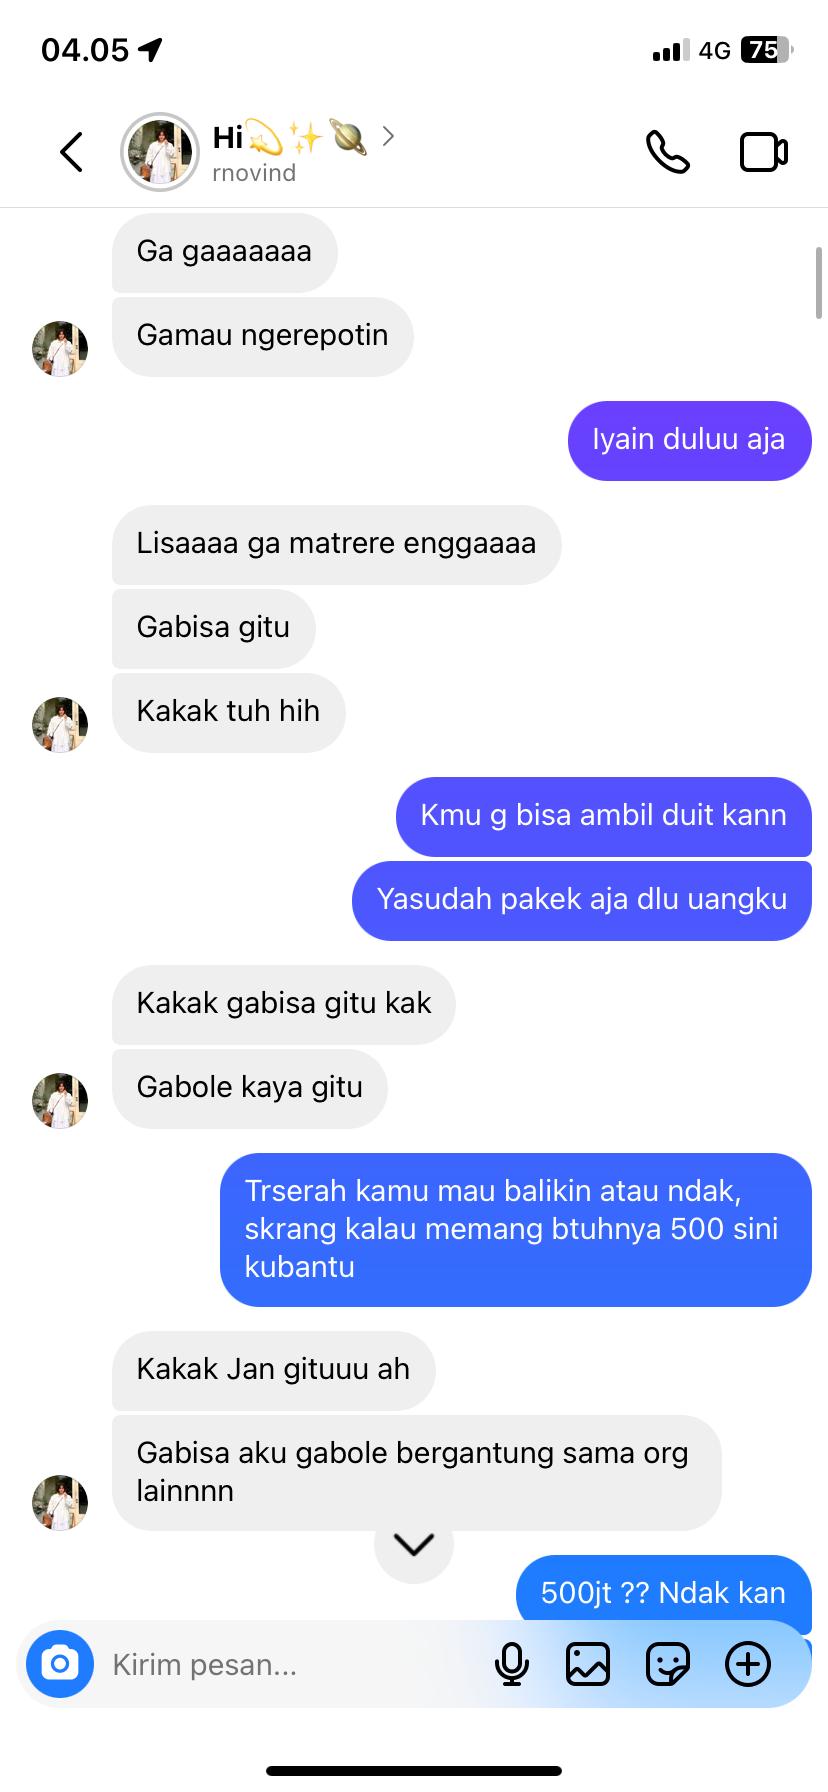 04.05
4G 75
Hi💫✨🪐
rnovind
Ga gaaaaaaa
Gamau ngerepotin
Iyain duluu aja
Lisaaaa ga matrere enggaaaa
Gabisa gitu
Kakak tuh hih
Kmu g bisa ambil duit kann
Yasudah pakek aja dlu uangku
Kakak gabisa gitu kak
Gabole kaya gitu
Trserah kamu mau balikin atau ndak,
skrang kalau memang btuhnya 500 sini
kubantu
Kakak Jan gituuu ah
Gabisa aku gabole bergantung sama org
lainnnn
500jt ?? Ndak kan
Kirim pesan...